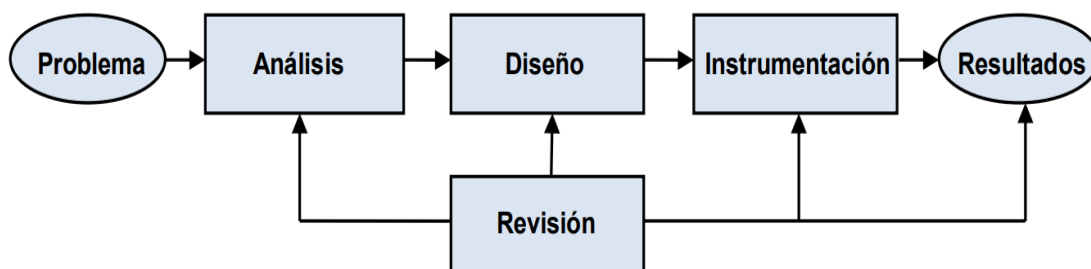 Problema
Análisis
Diseño
Instrumentación
Resultados
Revisión